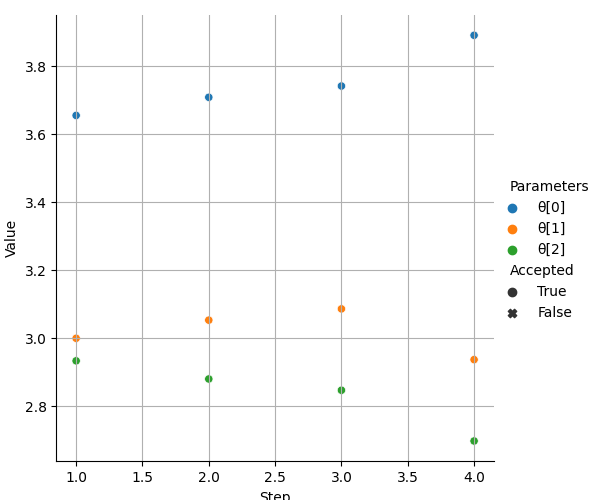 3.8
3.6
3.4
3.2
3.0
2.8
Value
1.0 1.5 2.0 2.5 3.0 3.5 4.0
Step
Parameters
θ[0]
θ[1]
θ[2]
Accepted
True
False